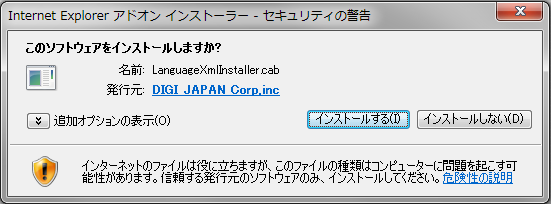 Internet Explorer アドオン インストーラー - セキュリティの警告
このソフトウェアをインストールしますか?
名前: LanguageXmlInstaller.cab
発行元: DIGI JAPAN Corp.inc
追加オプションの表示(O)
インストールする(I)
インストールしない(D)
インターネットのファイルは役に立ちますが、このファイルの種類はコンピューターに問題を起こす可
能性があります。信頼する発行元のソフトウェアのみ、インストールしてください。危険性の説明